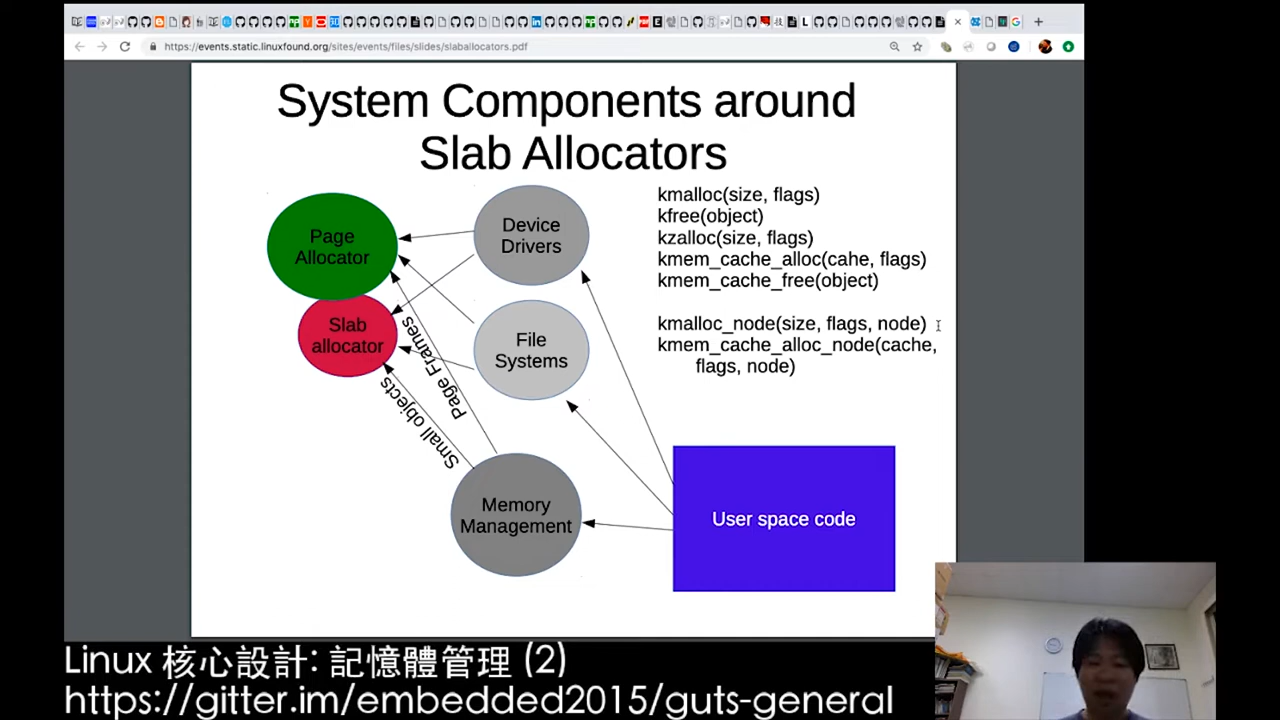 https://events.static.linuxfound.org/sites/events/files/slides/slaballocators.pdf
System Components around
Slab Allocators
Page
Allocator
Slab
allocator
Device
Drivers
File
Systems
Memory
Management
Page Frames
Small objects
kmalloc(size, flags)
kfree(object)
kzalloc(size, flags)
kmem_cache_alloc(cahe, flags)
kmem_cache_free(object)
kmalloc_node(size, flags, node)
kmem_cache_alloc_node(cache,
flags, node)
User space code
Linux 核心設計: 記憶體管理 (2)
https://gitter.im/embedded2015/guts-general